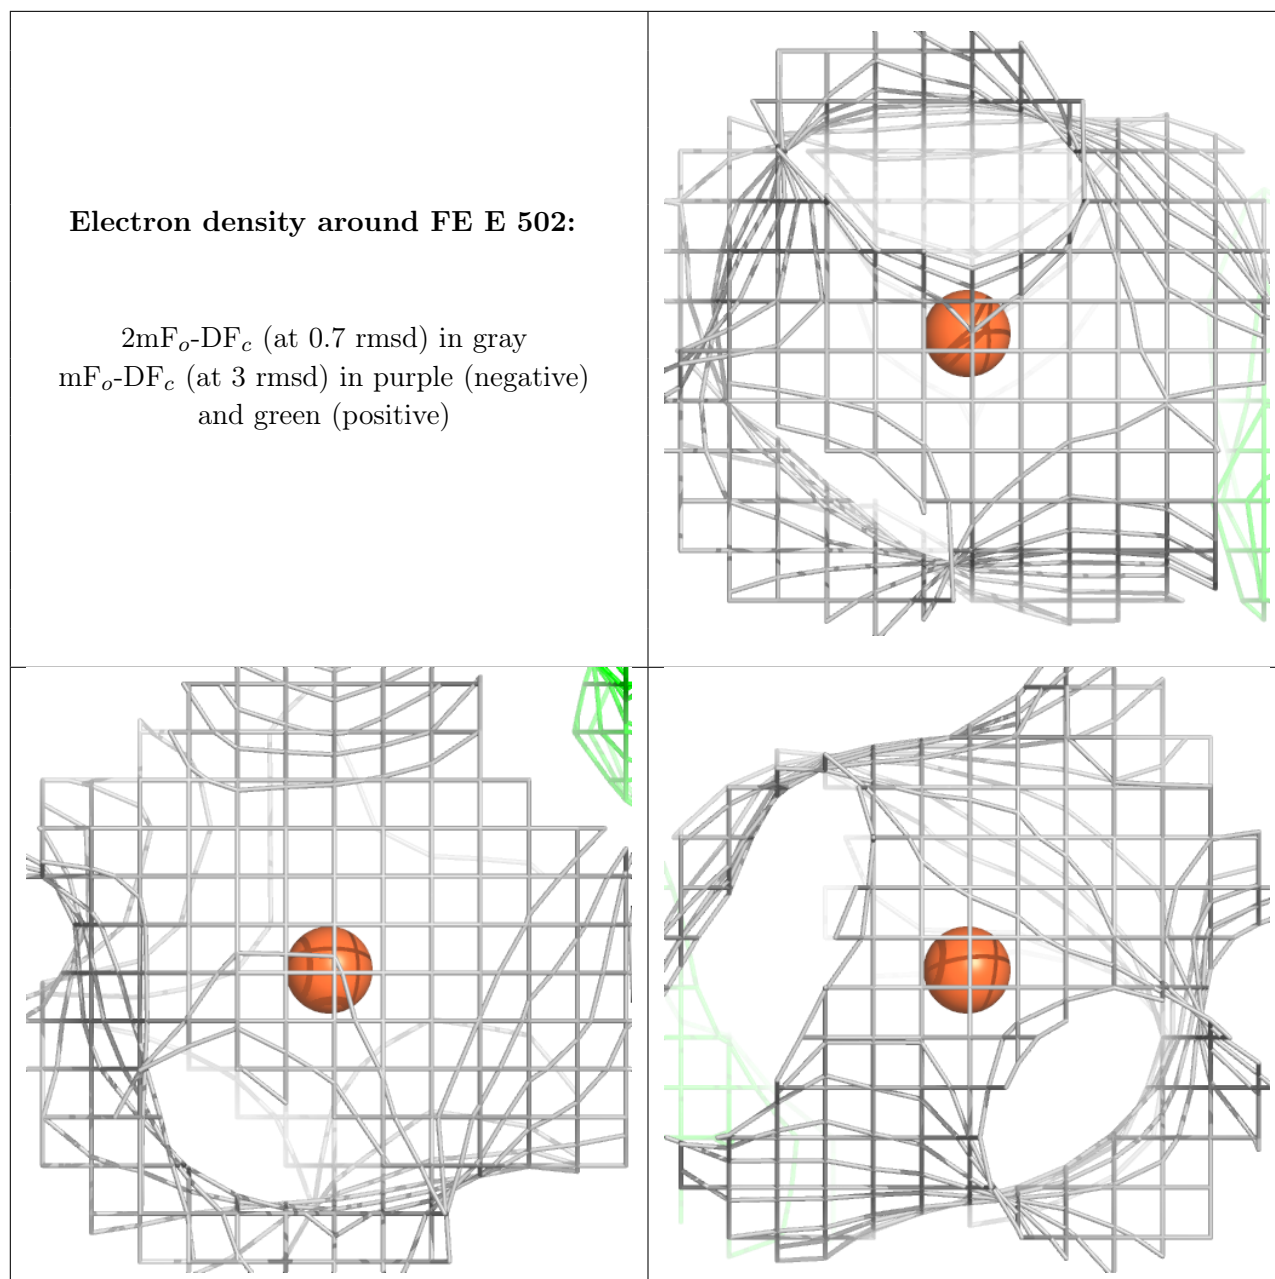 Electron density around FE E 502:
2mFo-DFc (at 0.7 rmsd) in gray
mFo-DFc (at 3 rmsd) in purple (negative)
and green (positive)